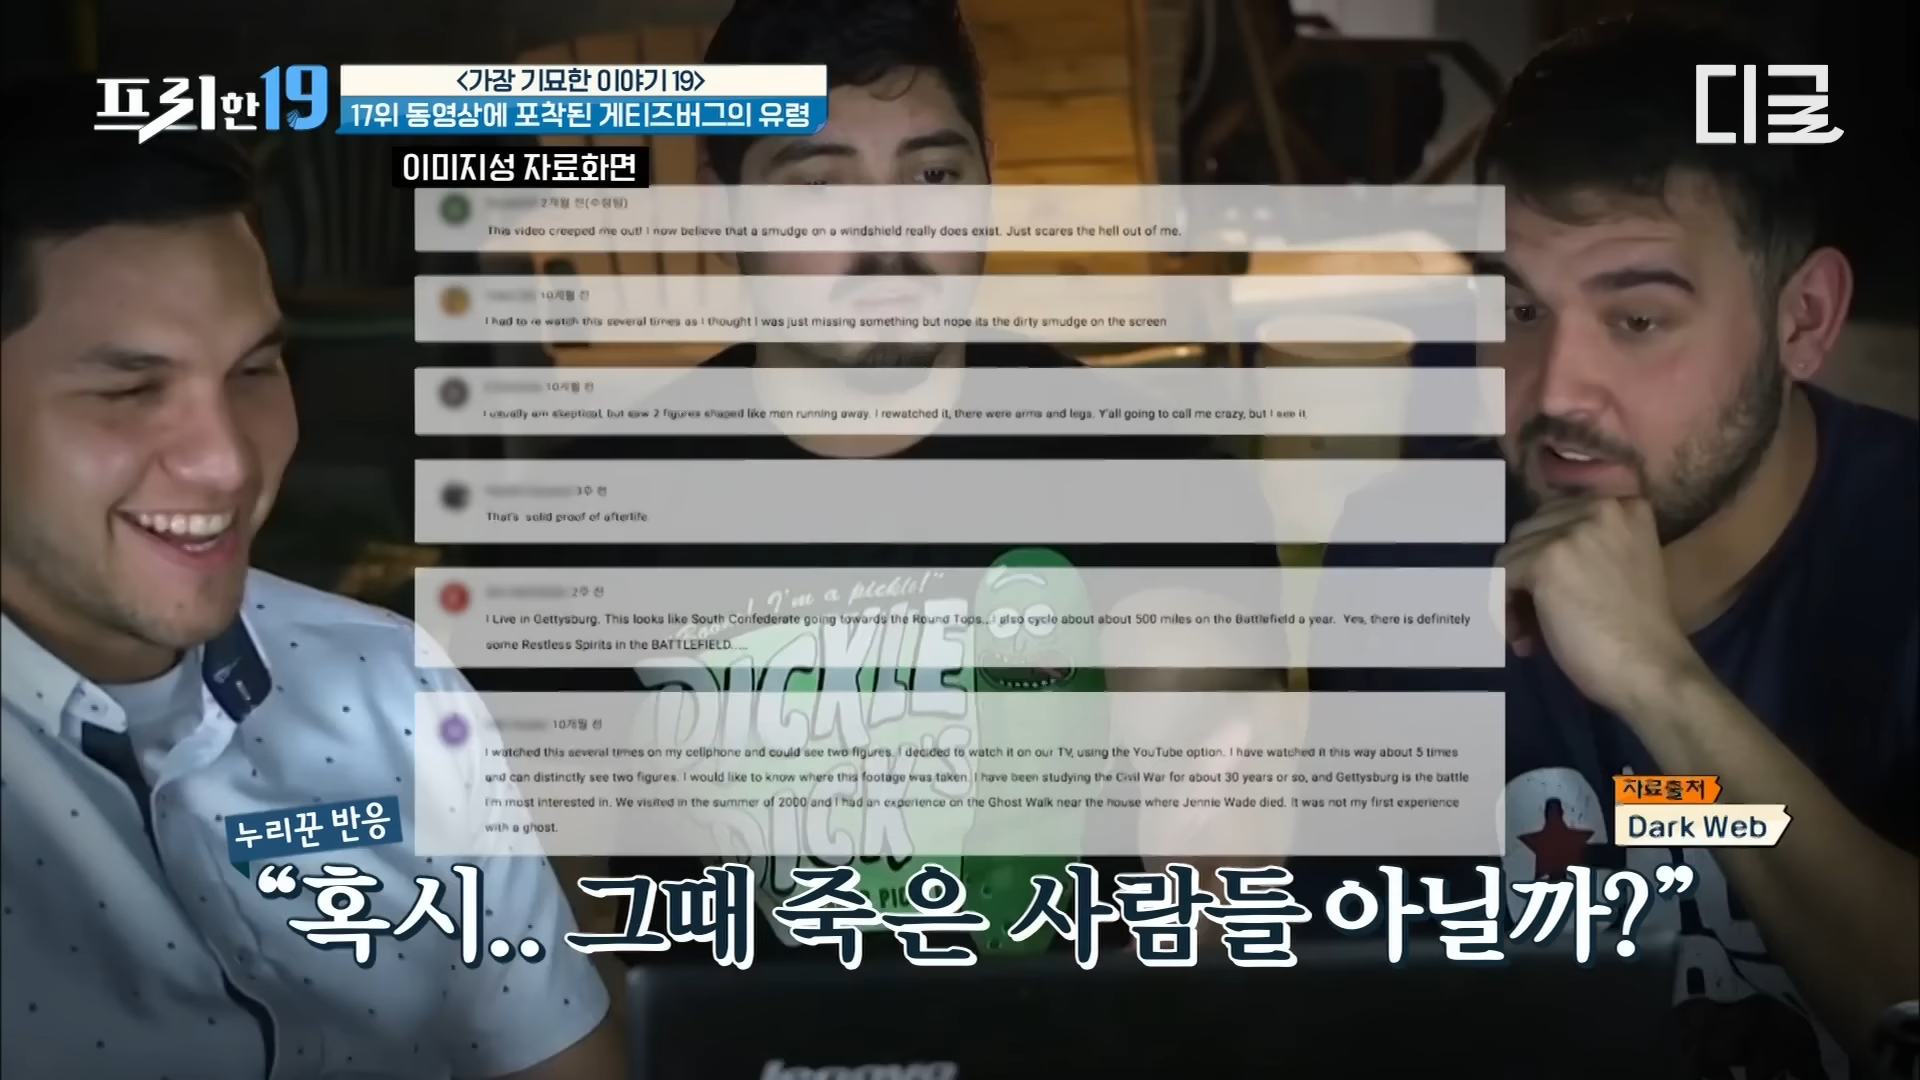 프리한19
<가장 기묘한 이야기 19>
17위 동영상에 포착된 게티즈버그의 유령
디글
이미지성 자료화면
2개월 전(수정됨)
This video creeped me out! I now believe that a smudge on a windshield really does exist. Just scares the hell out of me.
10개월 전
I had to re watch this several times as I thought I was just missing something but nope its the dirty smudge on the screen
10개월 전
I usually am skeptical, but saw 2 figures shaped like men running away. I rewatched it, there were arms and legs. Y'all going to call me crazy, but I see it
3주 전
That's solid proof of afterlife
2주 전
I Live in Gettysburg. This looks like South Confederate going towards the Round Tops...I also cycle about about 500 miles on the Battlefield a year. Yes, there is definitely
some Restless Spirits in the BATTLEFIELD.....
10개월 전
I watched this several times on my cellphone and could see two figures. I decided to watch it on our TV, using the YouTube option. I have watched it this way about 5 times
and can distinctly see two figures. I would like to know where this footage was taken. I have been studying the Civil War for about 30 years or so, and Gettysburg is the battle
I'm most interested in. We visited in the summer of 2000 and I had an experience on the Ghost Walk near the house where Jennie Wade died. It was not my first experience
with a ghost.
I'm a pickle!"
DICKLE
DICK'S
자료출처
Dark Web
누리꾼 반응
“혹시.. 그때 죽은 사람들 아닐까?”
lenovo